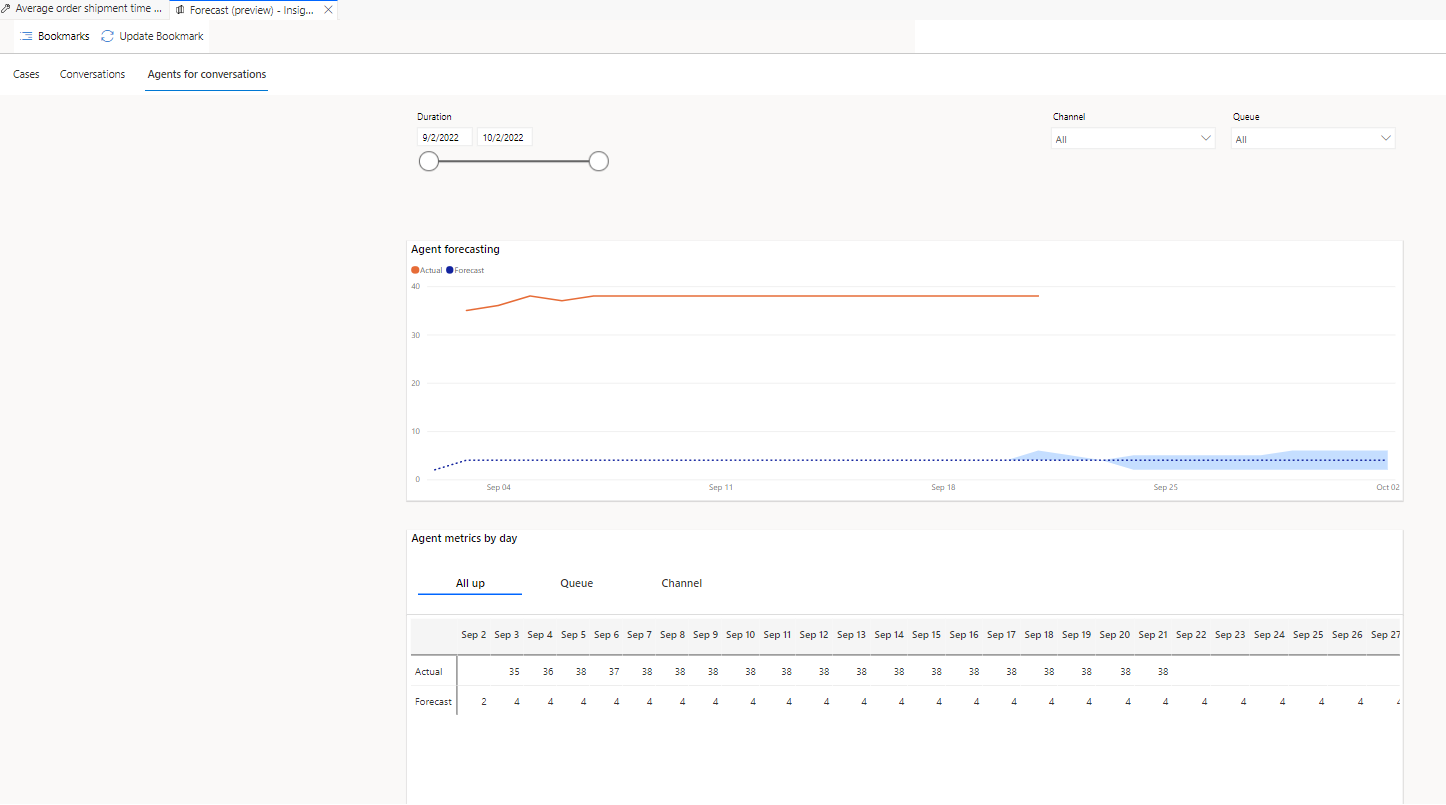 Average order shipment time ... Forecast (preview) - Insig...
Bookmarks Update Bookmark
Cases Conversations Agents for conversations
Duration Channel Queue
9/2/2022 10/2/2022 All All
Agent forecasting
Actual Forecast
40
30
20
10
0
Sep 04 Sep 11 Sep 18 Sep 25 Oct 02
Agent metrics by day
All up Queue Channel
Sep 2 Sep 3 Sep 4 Sep 5 Sep 6 Sep 7 Sep 8 Sep 9 Sep 10 Sep 11 Sep 12 Sep 13 Sep 14 Sep 15 Sep 16 Sep 17 Sep 18 Sep 19 Sep 20 Sep 21 Sep 22 Sep 23 Sep 24 Sep 25 Sep 26 Sep 27
Actual 35 36 38 37 38 38 38 38 38 38 38 38 38 38 38 38 38 38 38
Forecast 2 4 4 4 4 4 4 4 4 4 4 4 4 4 4 4 4 4 4 4 4 4 4 4 4 4